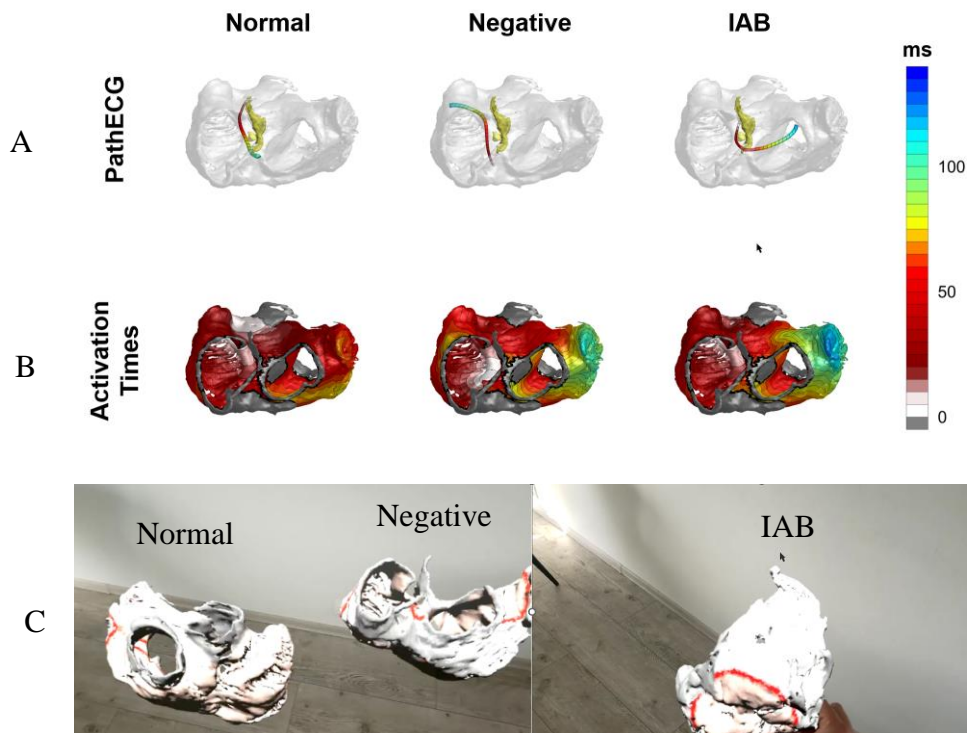 Normal
Negative
IAB
ms
A
PathECG
100
50
B
Activation
Times
0
Normal
Negative
IAB
C